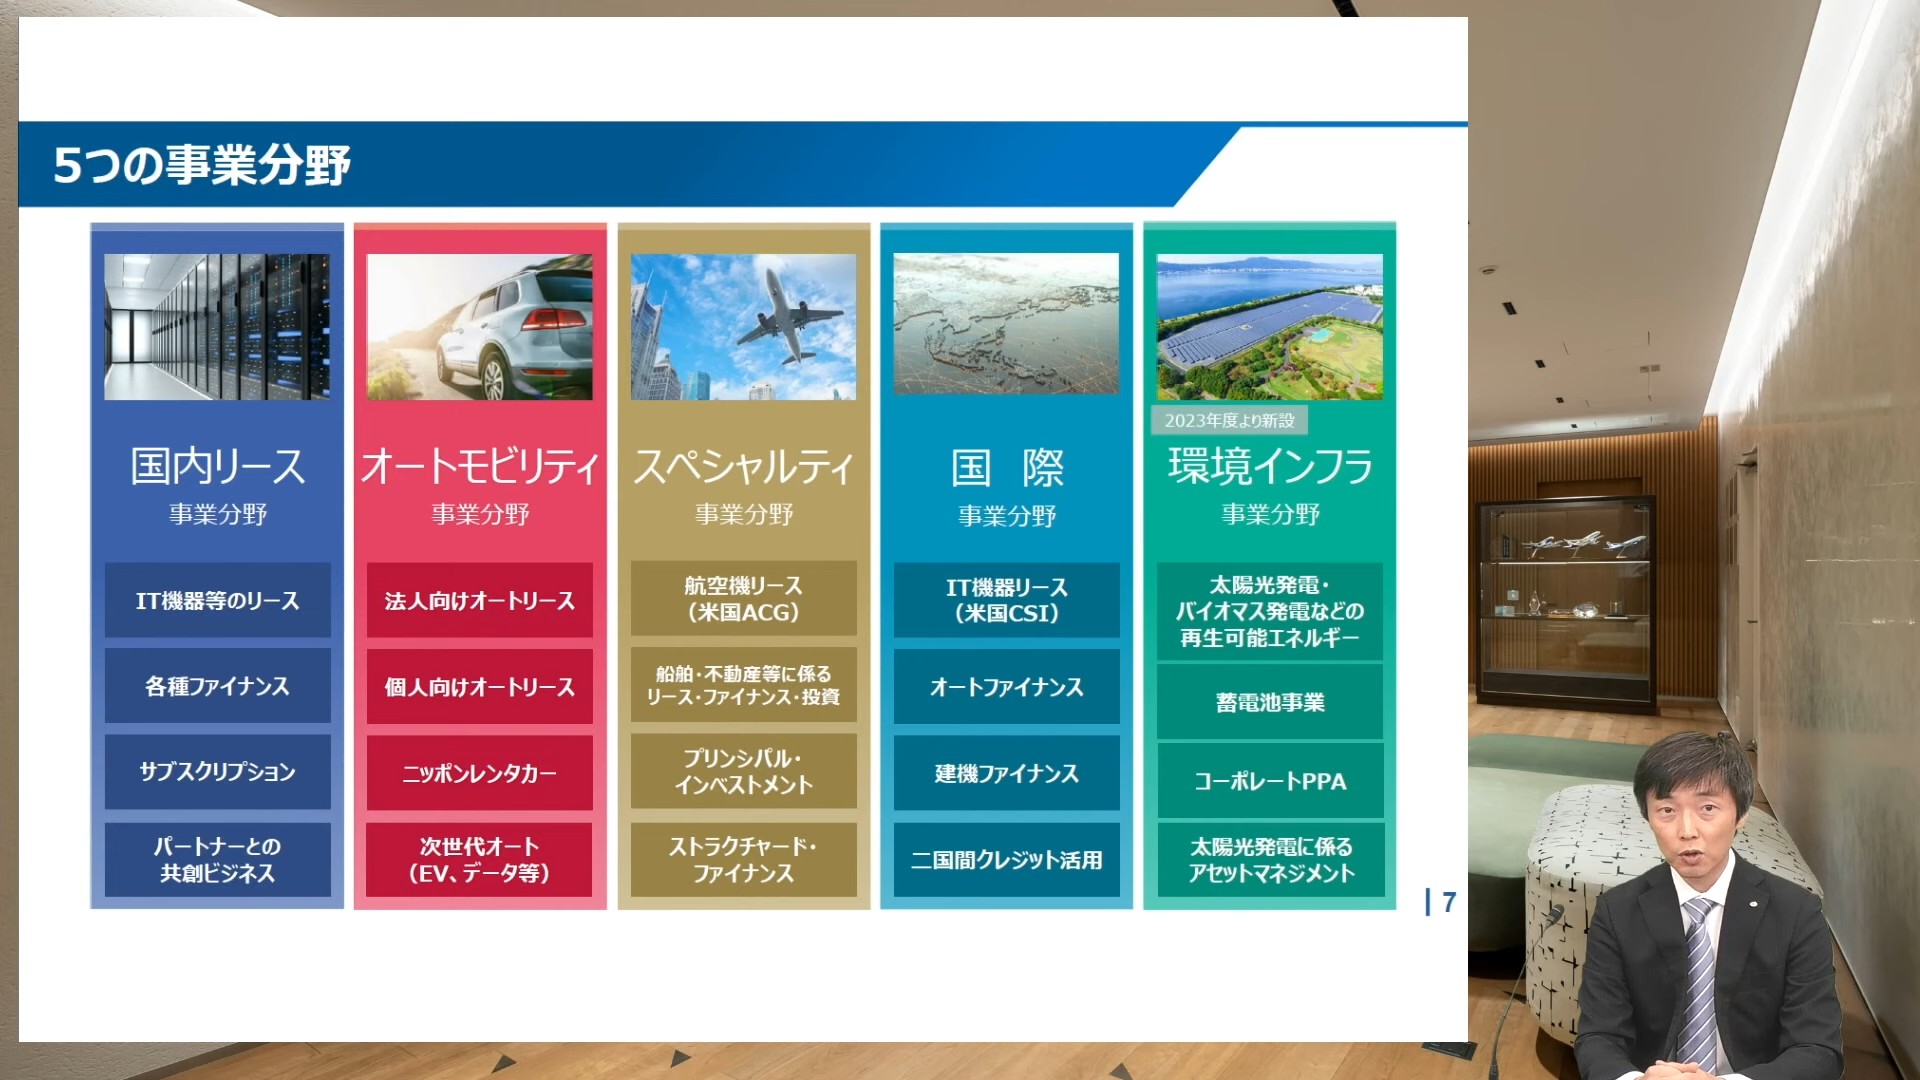 5つの事業分野
国内リース
事業分野
IT機器等のリース
各種ファイナンス
サブスクリプション
パートナーとの
共創ビジネス
オートモビリティ
事業分野
法人向けオートリース
個人向けオートリース
ニッポンレンタカー
次世代オート
（EV、データ等）
スペシャルティ
事業分野
航空機リース
（米国ACG）
船舶・不動産等に係る
リース・ファイナンス・投資
プリンシパル・
インベストメント
ストラクチャード・
ファイナンス
国　際
事業分野
IT機器リース
（米国CSI）
オートファイナンス
建機ファイナンス
二国間クレジット活用
2023年度より新設
環境インフラ
事業分野
太陽光発電・
バイオマス発電などの
再生可能エネルギー
蓄電池事業
コーポレートPPA
太陽光発電に係る
アセットマネジメント
| 7